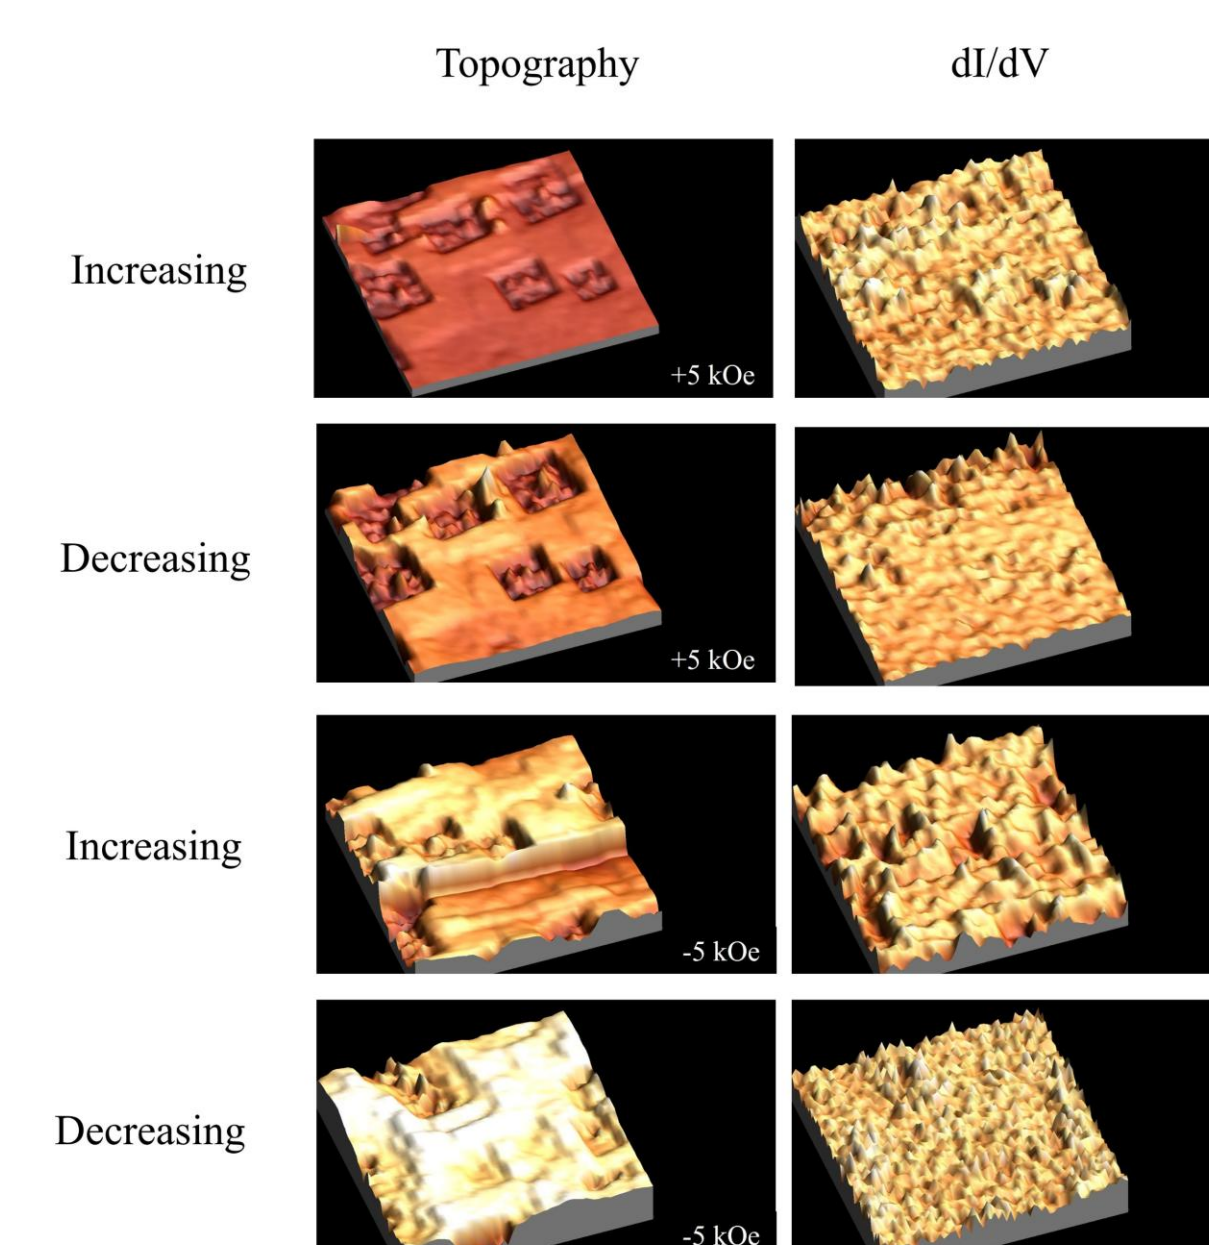 Topography dI/dV
Increasing
+5 kOe
Decreasing
+5 kOe
Increasing
-5 kOe
Decreasing
-5 kOe